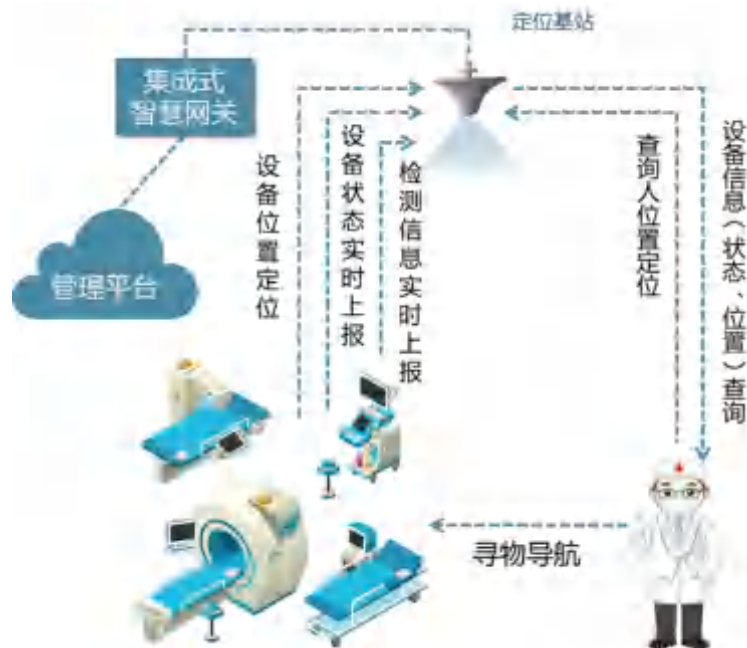 定位基站
集成式
智慧网关
管理平台
设备位置定位
设备状态实时上报
检测信息实时上报
查询人位置定位
设备信息（状态、位置）查询
寻物导航